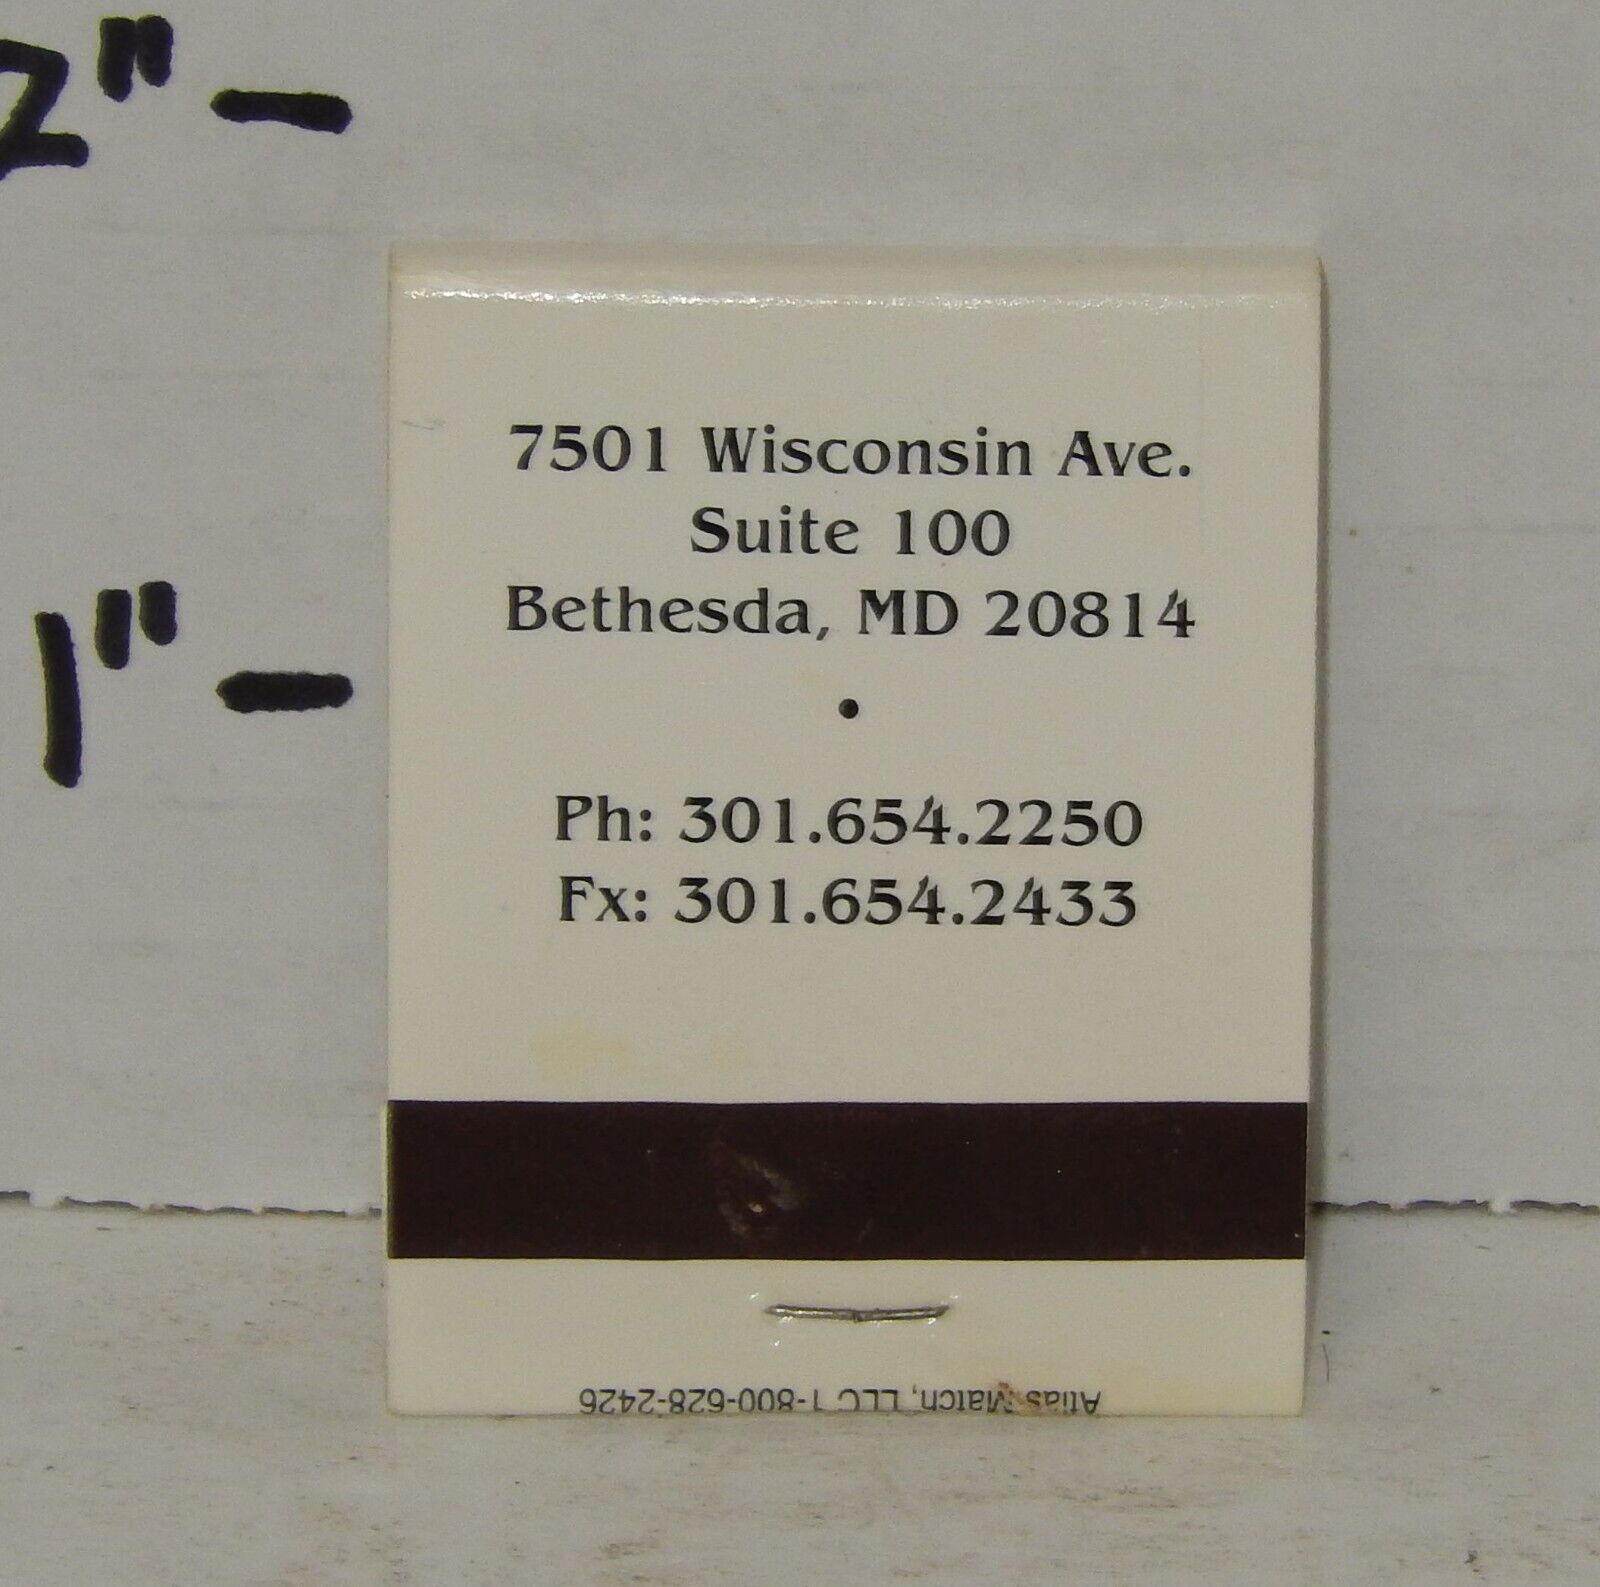 2"-
7501 Wisconsin Ave.
Suite 100
Bethesda, MD 20814
1"-
•
Ph: 301.654.2250
Fx: 301.654.2433
Atlas Match, LLC 1-800-628-2426